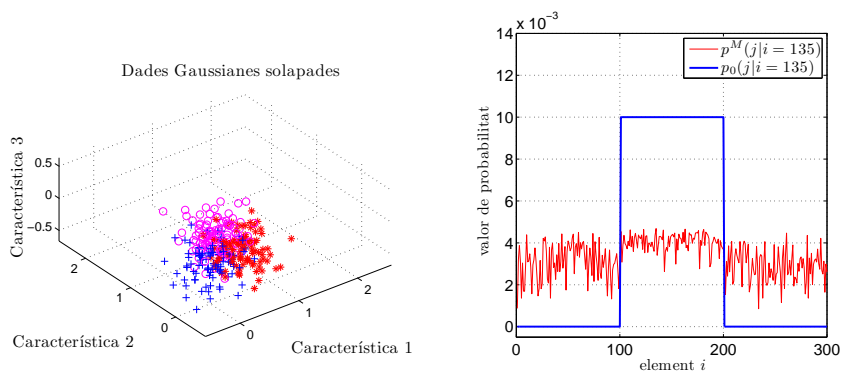 Dades Gaussianes solapades
Característica 3
0.5
0
−0.5
2
1
0
Característica 2
0
1
2
Característica 1
14 x 10⁻³
12
10
8
6
4
2
0
valor de probabilitat
p^M(j|i = 135)
p_0(j|i = 135)
0
100
200
300
element i